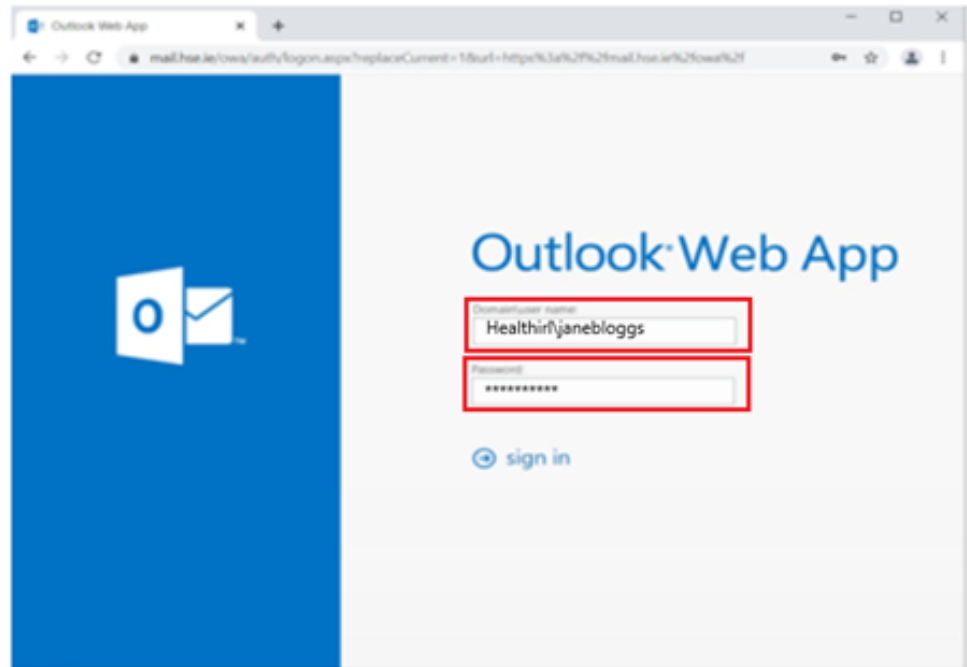 Outlook Web App
mail.hse.ie/owa/auth/logon.aspx?replaceCurrent=1&url=https%3a%2f%2fmail.hse.ie%2fowa%2f
Outlook Web App
Domain\user name:
Healthirl\janebloggs
Password:
**********
sign in